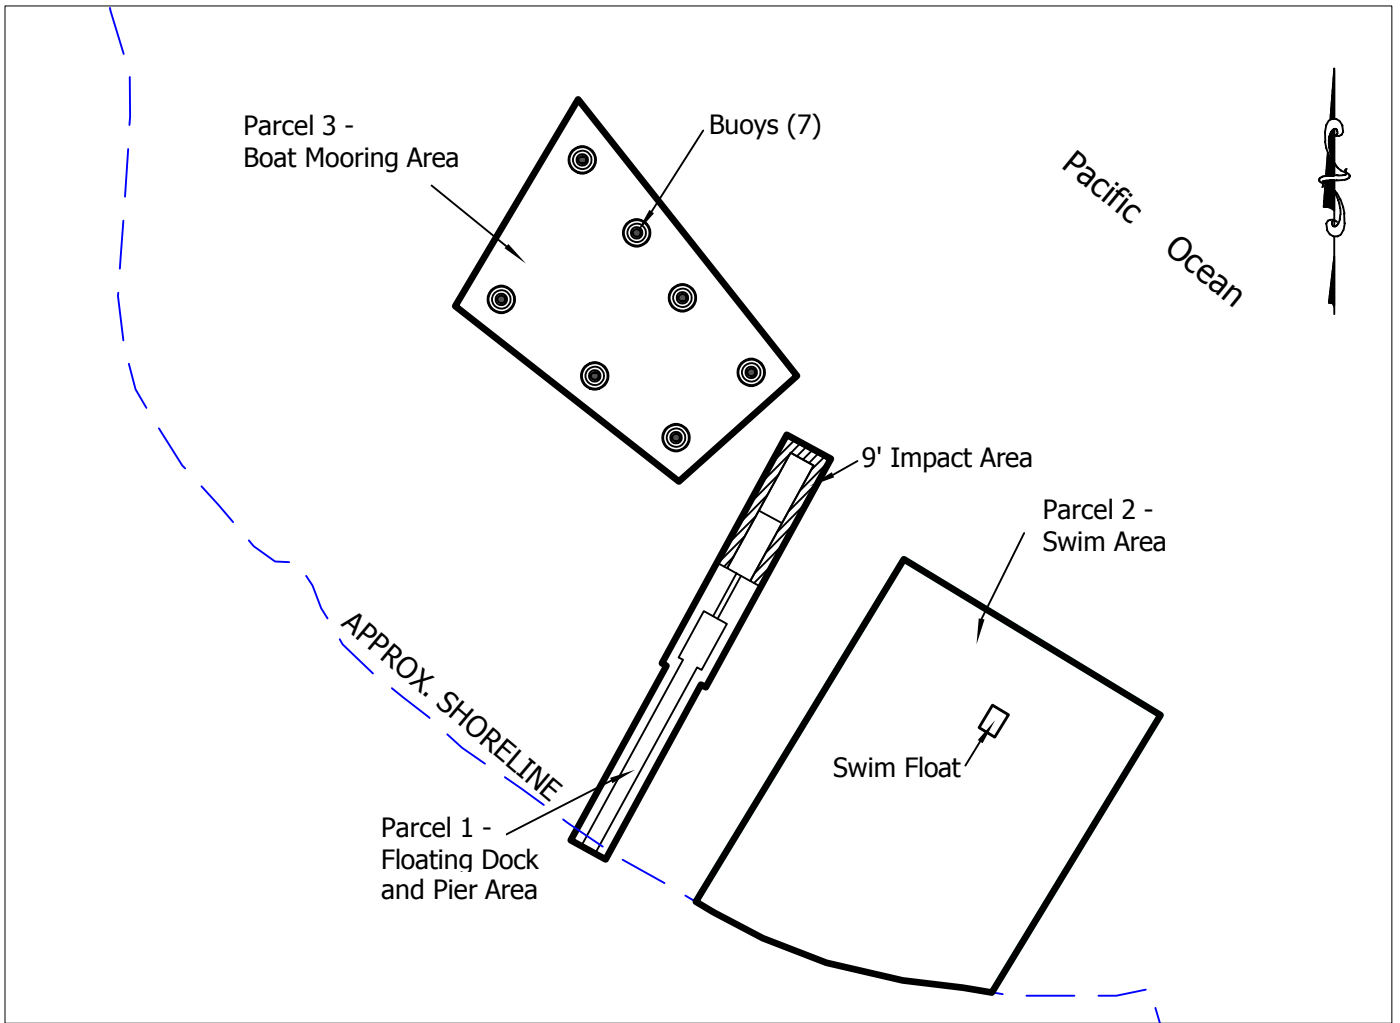 Parcel 3 -
Boat Mooring Area
Buoys (7)
Pacific Ocean
9' Impact Area
Parcel 2 -
Swim Area
APPROX. SHORELINE
Swim Float
Parcel 1 -
Floating Dock
and Pier Area